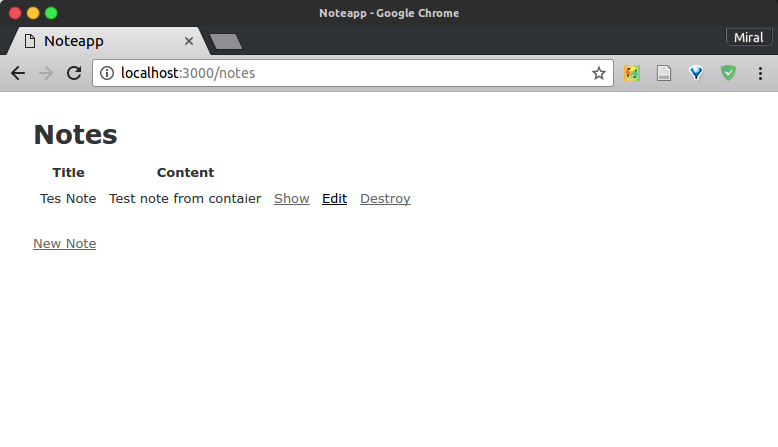 Noteapp - Google Chrome
Noteapp
Miral
localhost:3000/notes
Notes
Title Content
Tes Note Test note from contaier Show Edit Destroy
New Note